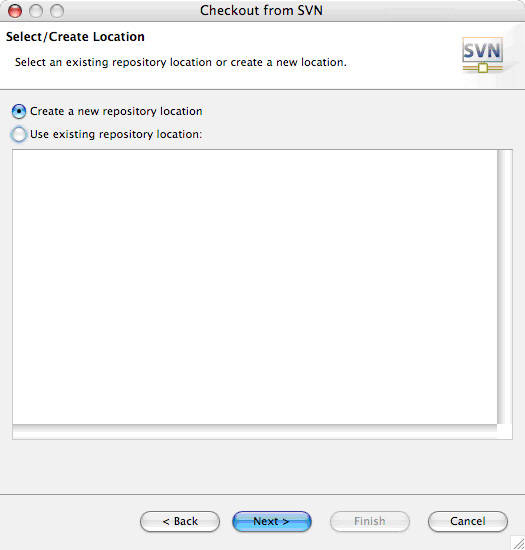 Checkout from SVN
Select/Create Location
Select an existing repository location or create a new location.
SVN
Create a new repository location
Use existing repository location:
< Back
Next >
Finish
Cancel